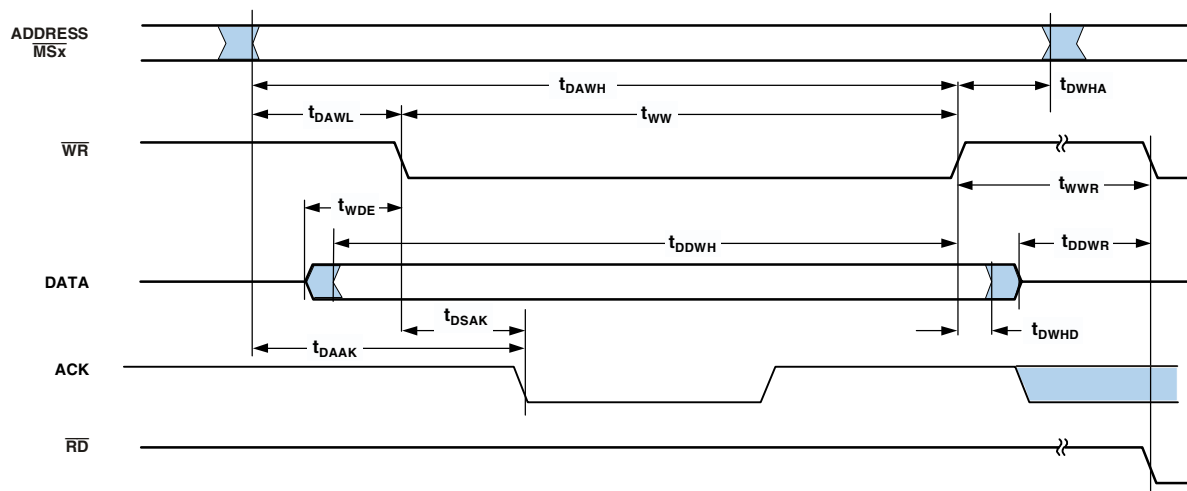 ADDRESS
MSx
tDAWH
tDWHA
tDAWL
tWW
WR
tWWR
tWDE
tDDWH
tDDWR
DATA
tDSAK
tDWHD
tDAAK
ACK
RD